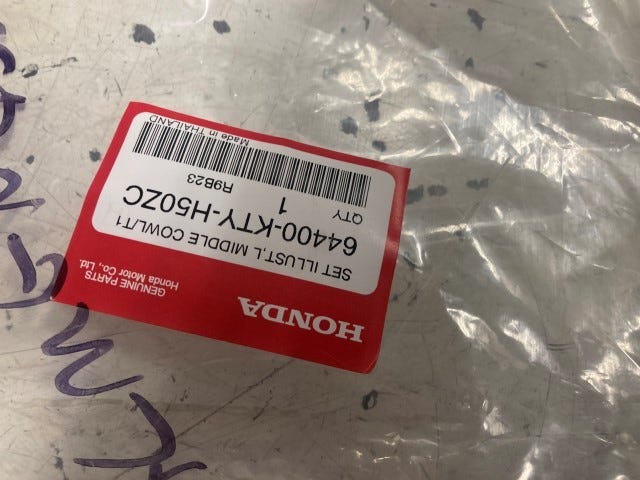 HONDA
GENUINE PARTS
Honda Motor Co., Ltd.
SET ILLUST,L MIDDLE COWL/T1
64400-KTY-H50ZC
QTY 1 R9B23
Made in THAILAND